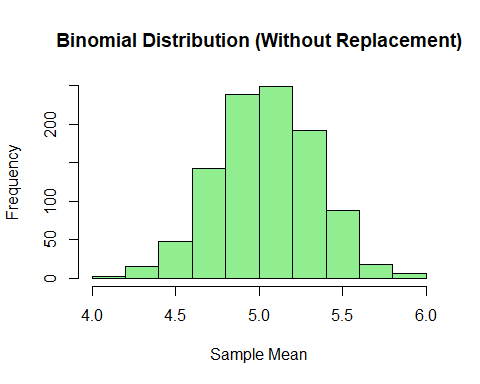 Binomial Distribution (Without Replacement)
Frequency
200
100
50
0
4.0 4.5 5.0 5.5 6.0
Sample Mean